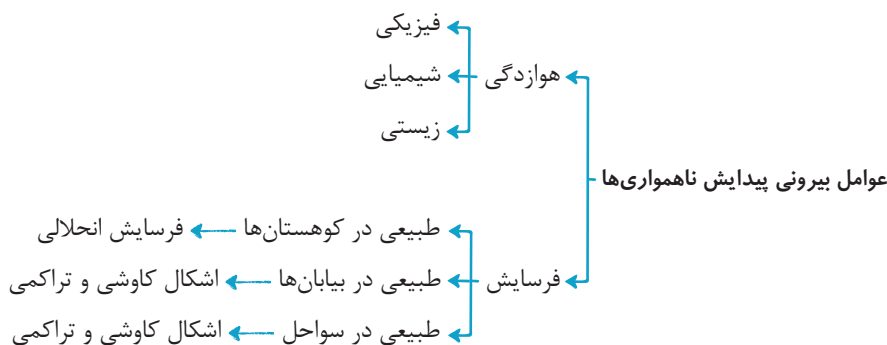 عوامل بیرونی پیدایش ناهمواری‌ها
هوازدگی
فیزیکی
شیمیایی
زیستی
فرسایش
طبیعی در کوهستان‌ها
فرسایش انحلالی
طبیعی در بیابان‌ها
اشکال کاوشی و تراکمی
طبیعی در سواحل
اشکال کاوشی و تراکمی